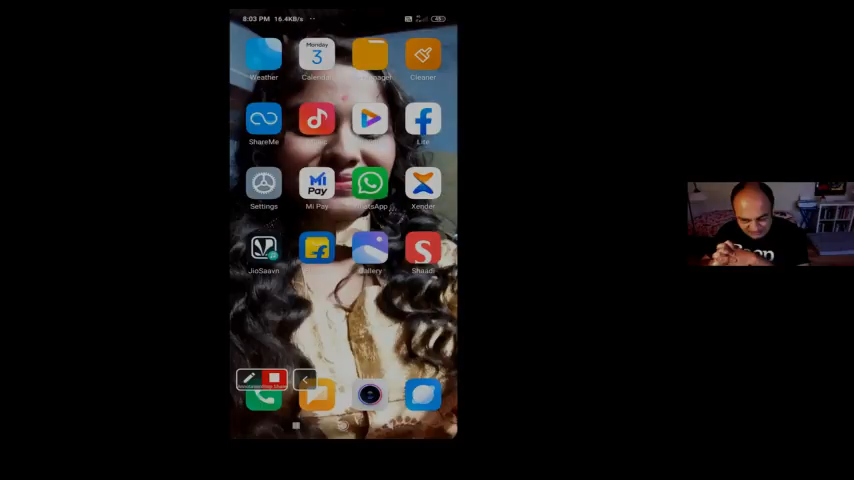 8:03 PM 16.4KB/s
Monday
3
Weather Calendar Cleaner
ShareMe Lite
Mi
Pay
Settings Mi Pay WhatsApp Xender
JioSaavn Gallery Shaadi